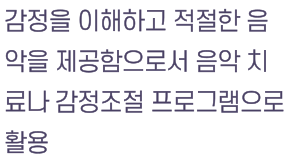 감정을 이해하고 적절한 음
악을 제공함으로서 음악 치
료나 감정조절 프로그램으로
활용